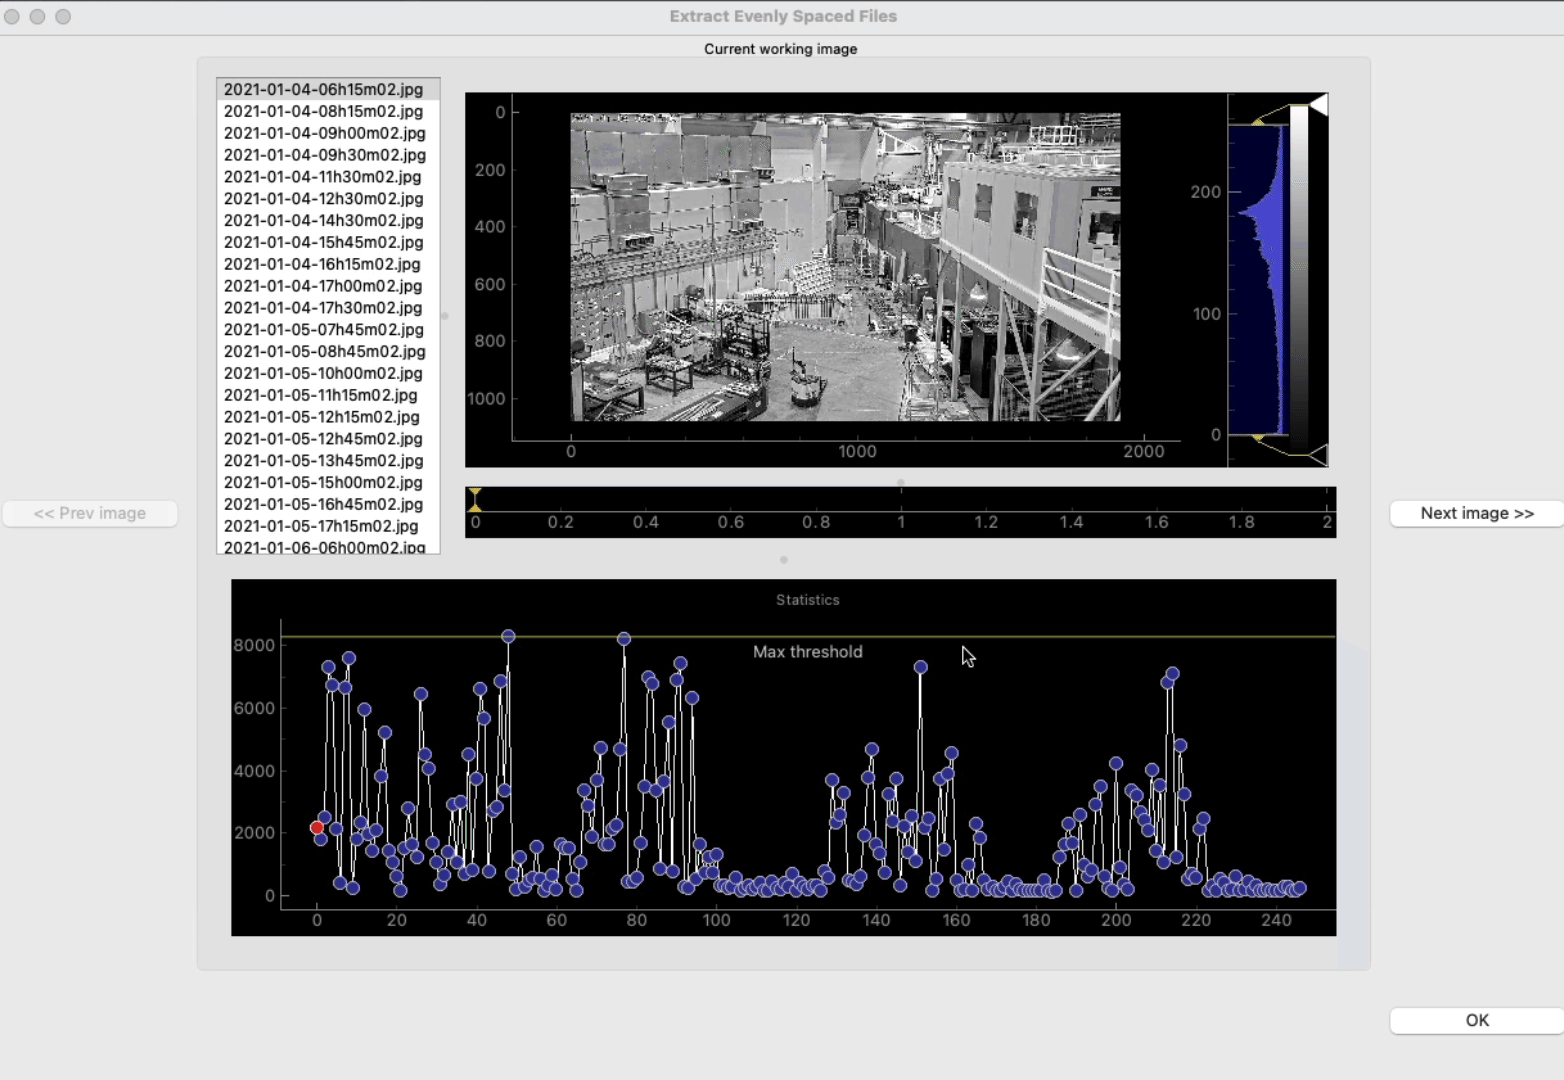 Extract Evenly Spaced Files
Current working image
2021-01-04-06h15m02.jpg
2021-01-04-08h15m02.jpg
2021-01-04-09h00m02.jpg
2021-01-04-09h30m02.jpg
2021-01-04-11h30m02.jpg
2021-01-04-12h30m02.jpg
2021-01-04-14h30m02.jpg
2021-01-04-15h45m02.jpg
2021-01-04-16h15m02.jpg
2021-01-04-17h00m02.jpg
2021-01-04-17h30m02.jpg
2021-01-05-07h45m02.jpg
2021-01-05-08h45m02.jpg
2021-01-05-10h00m02.jpg
2021-01-05-11h15m02.jpg
2021-01-05-12h15m02.jpg
2021-01-05-12h45m02.jpg
2021-01-05-13h45m02.jpg
2021-01-05-15h00m02.jpg
2021-01-05-16h45m02.jpg
2021-01-05-17h15m02.jpg
2021-01-06-06h00m02.jpg
0
200
400
600
800
1000
0 1000 2000
200
100
0
<< Prev image
0 0.2 0.4 0.6 0.8 1 1.2 1.4 1.6 1.8 2
Next image >>
Statistics
Max threshold
8000
6000
4000
2000
0
0 20 40 60 80 100 120 140 160 180 200 220 240
OK